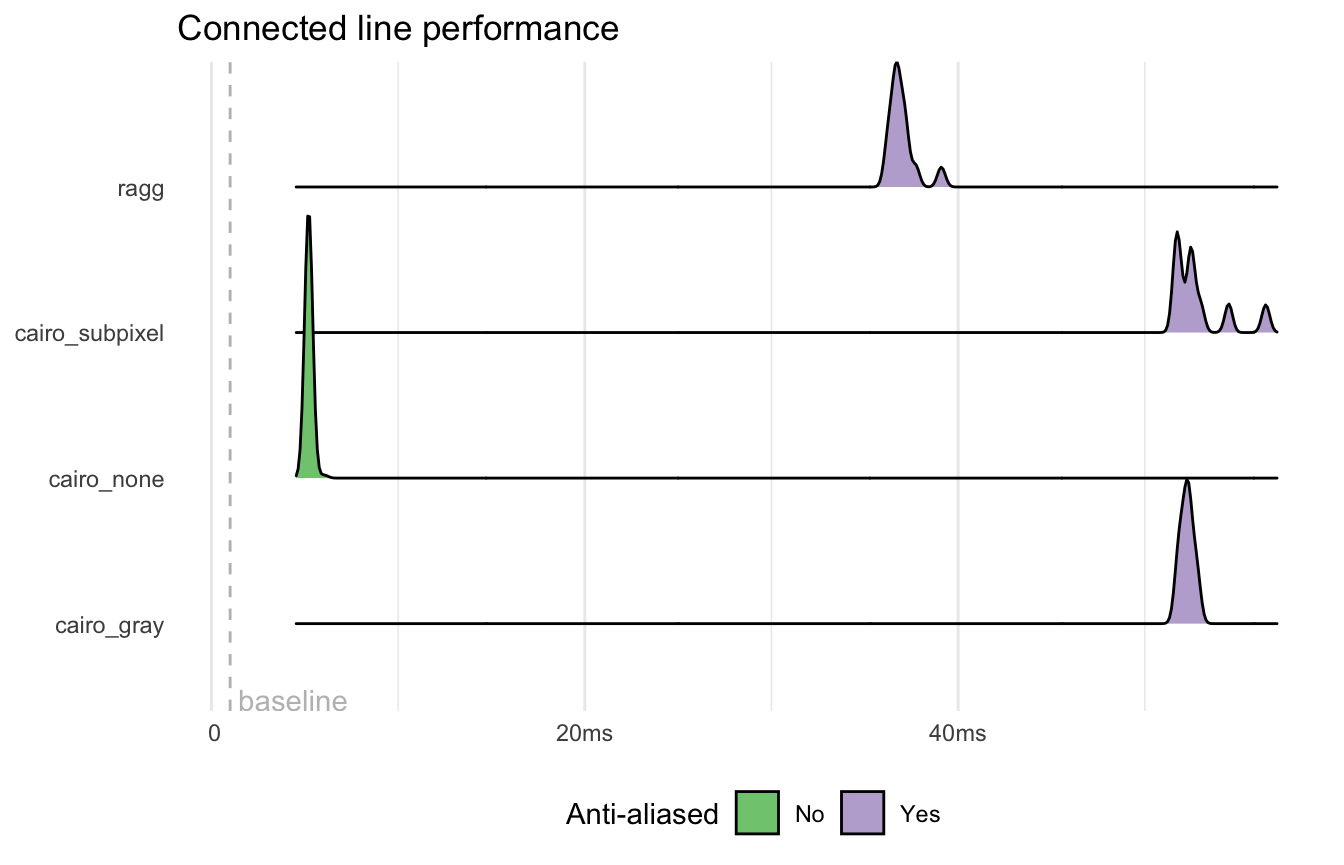 Connected line performance
ragg
cairo_subpixel
cairo_none
cairo_gray
baseline
0 20ms 40ms
Anti-aliased No Yes